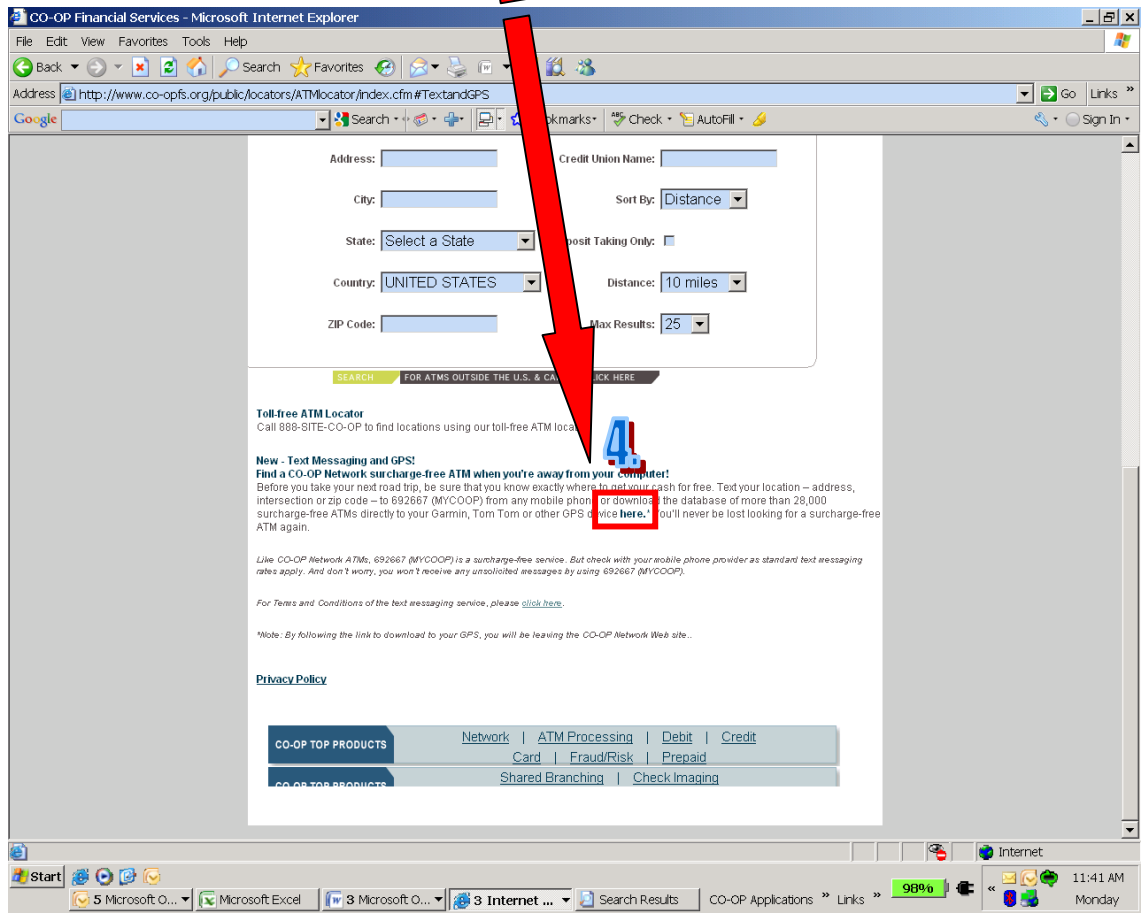 CO-OP Financial Services - Microsoft Internet Explorer
File Edit View Favorites Tools Help
Back Search Favorites
Address http://www.co-opfs.org/public/locators/ATMlocator/index.cfm#TextandGPS Go Links »
Google Search Check AutoFill Sign In
Address: Credit Union Name:
City: Sort By: Distance
State: Select a State Taking Only:
Country: UNITED STATES Distance: 10 miles
ZIP Code: Max Results: 25
SEARCH FOR ATMS OUTSIDE THE U.S. & HERE
Toll-free ATM Locator
Call 888-SITE-CO-OP to find locations using our toll-free ATM
4.
New - Text Messaging and GPS!
Find a CO-OP Network surcharge-free ATM when you're away from your computer!
Before you take your next road trip, be sure that you know exactly where to get your cash for free. Text your location – address,
intersection or zip code – to 692667 (MYCOOP) from any mobile phone or download the database of more than 28,000
surcharge-free ATMs directly to your Garmin, Tom Tom or other GPS device here.* You'll never be lost looking for a surcharge-free
ATM again.
Like CO-OP Network ATMs, 692667 (MYCOOP) is a surcharge-free service. But check with your mobile phone provider as standard text messaging
rates apply. And don't worry, you won't receive any unsolicited messages by using 692667 (MYCOOP).
For Terms and Conditions of the text messaging service, please click here.
*Note: By following the link to download to your GPS, you will be leaving the CO-OP Network Web site..
Privacy Policy
CO-OP TOP PRODUCTS Network | ATM Processing | Debit | Credit
Card | Fraud/Risk | Prepaid
CO-OP TOP PRODUCTS Shared Branching | Check Imaging
Internet
Start 98% « 11:41 AM
5 Microsoft O... Microsoft Excel 3 Microsoft O... 3 Internet ... Search Results CO-OP Applications » Links » Monday